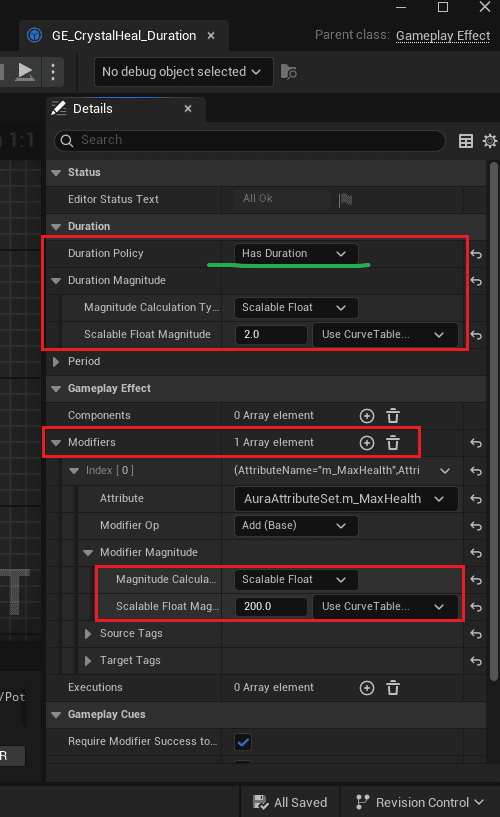 GE_CrystalHeal_Duration
Parent class: Gameplay Effect
No debug object selected
Details
1:1
Search
Status
Editor Status Text All Ok
Duration
Duration Policy Has Duration
Duration Magnitude
Magnitude Calculation Ty... Scalable Float
Scalable Float Magnitude 2.0 Use CurveTable...
Period
Gameplay Effect
Components 0 Array element
Modifiers 1 Array element
Index [ 0 ] (AttributeName="m_MaxHealth",Attri
Attribute AuraAttributeSet.m_MaxHealth
Modifier Op Add (Base)
Modifier Magnitude
Magnitude Calcula... Scalable Float
Scalable Float Mag... 200.0 Use CurveTable...
Source Tags
Target Tags
T
Executions 0 Array element
/Pot
Gameplay Cues
Require Modifier Success to...
R
All Saved Revision Control